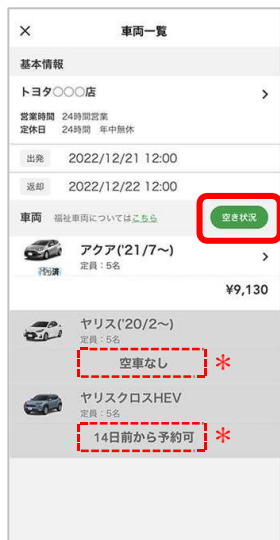 × 車両一覧
基本情報
トヨタ〇〇〇店 >
営業時間 24時間営業
定休日 24時間 年中無休
出発 2022/12/21 12:00
返却 2022/12/22 12:00
車両 福祉車両についてはこちら 空き状況
アクア('21/7~) >
定員：5名
¥9,130
ヤリス('20/2~)
定員：5名
空車なし *
ヤリスクロスHEV
定員：5名
14日前から予約可 *